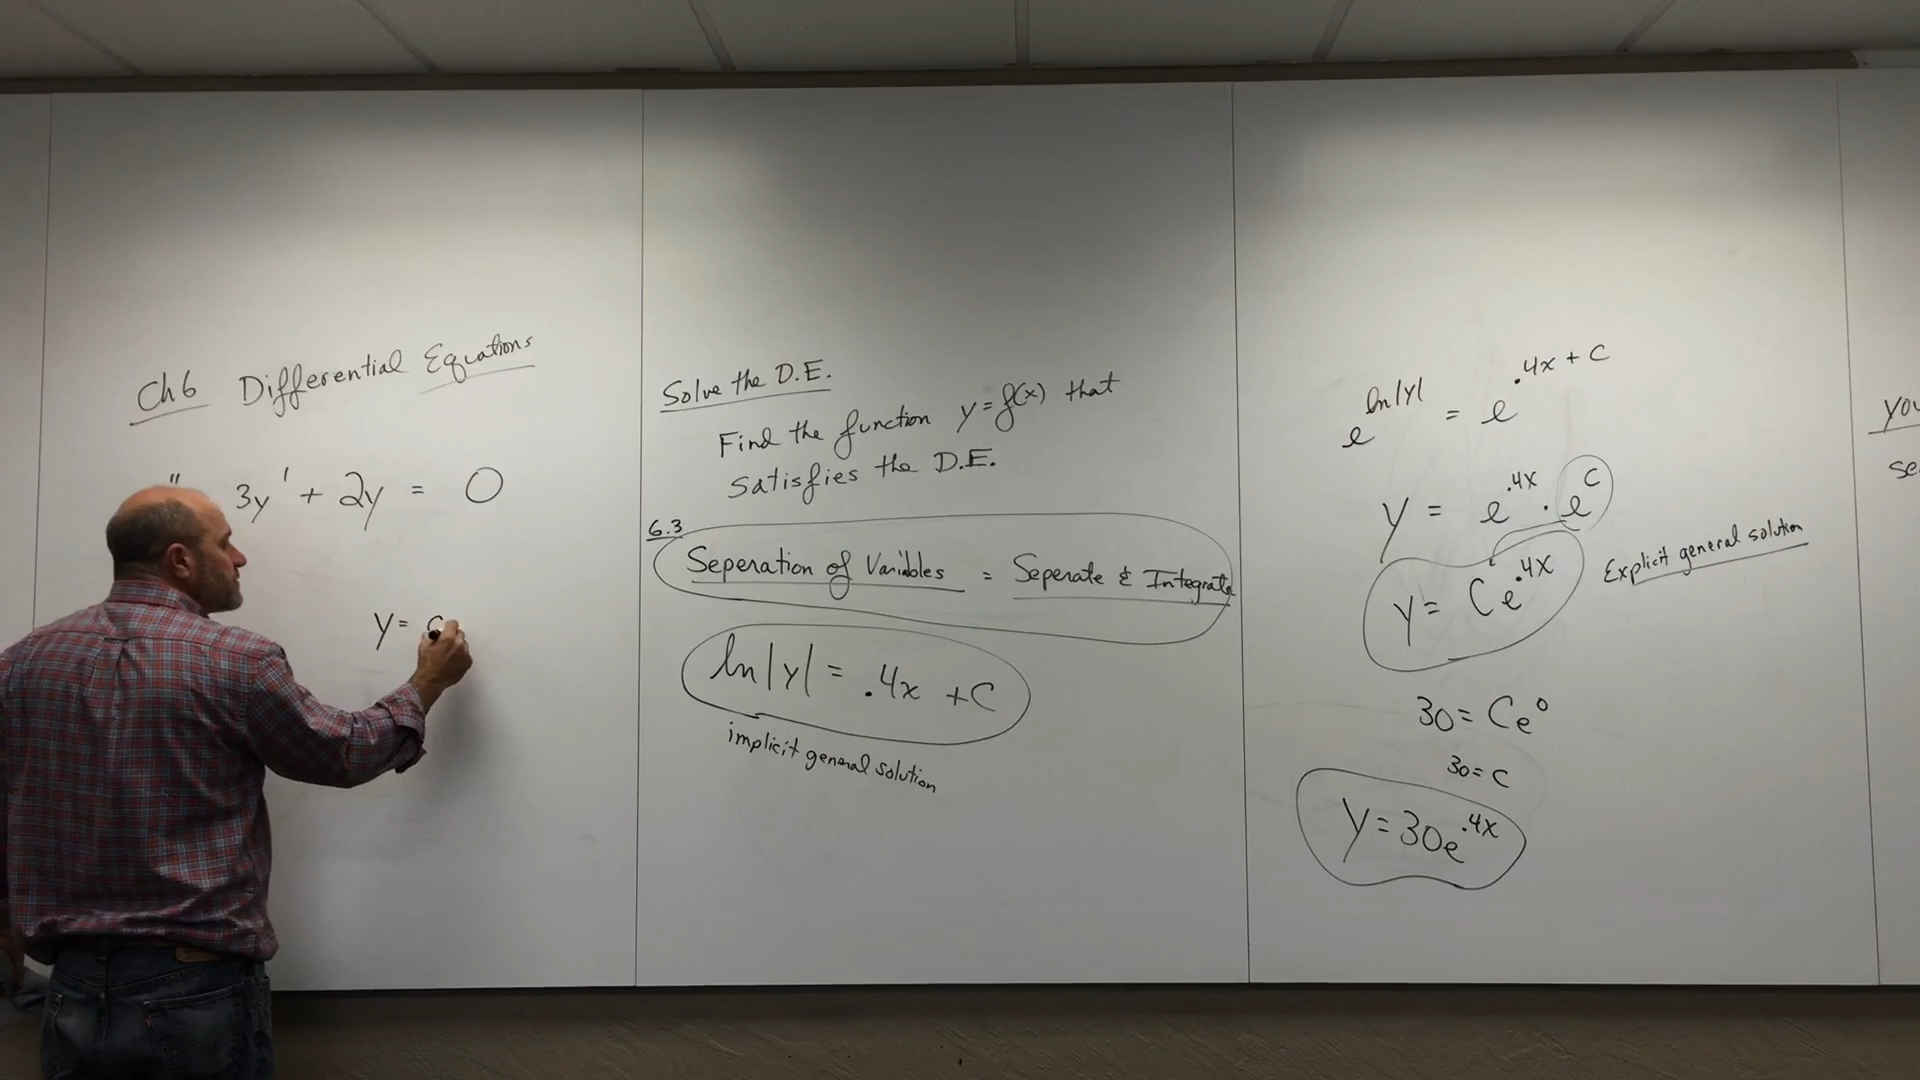 Ch 6 Differential Equations
" 3y' + 2y = 0
y = C
Solve the D.E.
Find the function y = f(x) that
satisfies the D.E.
6.3
Seperation of Variables = Seperate & Integrate
ln|y| = .4x + C
implicit general solution
e^ln|y| = e^.4x + C
y = e^.4x · e^C
y = Ce^.4x
Explicit general solution
30 = Ce^0
30 = C
y = 30e^.4x